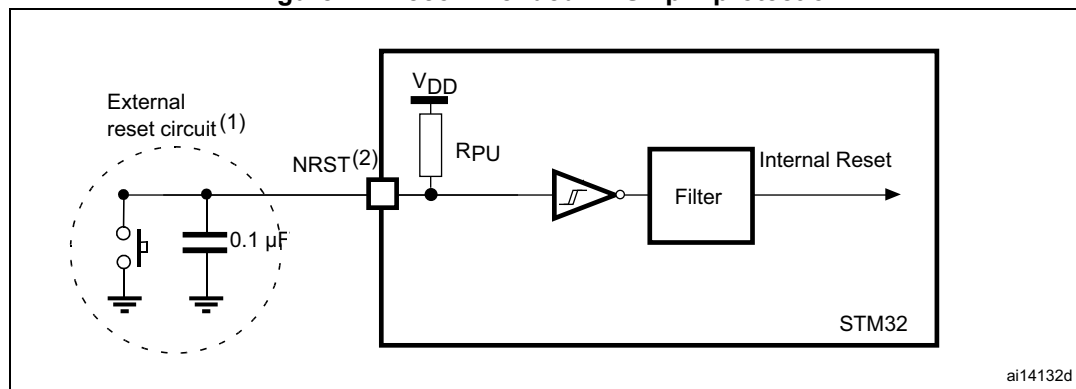 External
reset circuit(1)
NRST(2)
VDD
RPU
0.1 µF
Filter
Internal Reset
STM32
ai14132d